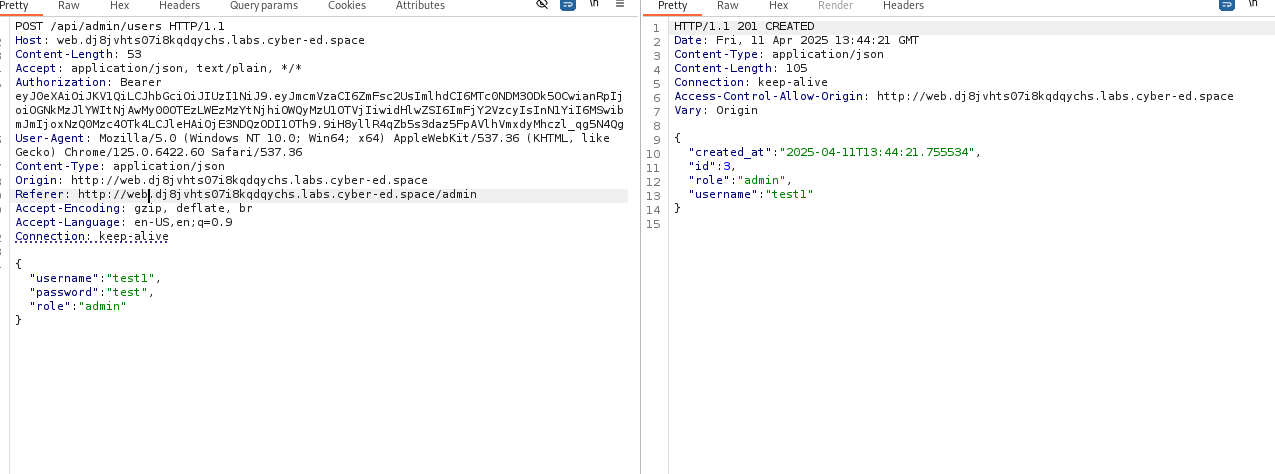 Pretty Raw Hex Headers Query params Cookies Attributes \n ≡
POST /api/admin/users HTTP/1.1
Host: web.dj8jvhts07i8kqdqychs.labs.cyber-ed.space
Content-Length: 53
Accept: application/json, text/plain, */*
Authorization: Bearer
eyJ0eXAiOiJKV1QiLCJhbGciOiJIUzI1NiJ9.eyJmcmVzaCI6ZmFsc2UsImlhdCI6MTc0NDM3ODk5OCwianRpIj
oiOGNkMzJlYWItNjAwMy00OTEzLWEzMzYtNjhiOWQyMzU1OTVjIiwidHlwZSI6ImFjY2VzcyIsInN1YiI6MSwib
mJmIjoxNzQ0Mzc4OTk4LCJleHAiOjE3NDQzODI1OTh9.9iH8yllR4qZb5s3daz5FpAVlhVmxdyMhczl_qg5N4Qg
User-Agent: Mozilla/5.0 (Windows NT 10.0; Win64; x64) AppleWebKit/537.36 (KHTML, like
Gecko) Chrome/125.0.6422.60 Safari/537.36
Content-Type: application/json
Origin: http://web.dj8jvhts07i8kqdqychs.labs.cyber-ed.space
Referer: http://web.dj8jvhts07i8kqdqychs.labs.cyber-ed.space/admin
Accept-Encoding: gzip, deflate, br
Accept-Language: en-US,en;q=0.9
Connection: keep-alive
{
"username":"test1",
"password":"test",
"role":"admin"
}
Pretty Raw Hex Render Headers \n
1 HTTP/1.1 201 CREATED
2 Date: Fri, 11 Apr 2025 13:44:21 GMT
3 Content-Type: application/json
4 Content-Length: 105
5 Connection: keep-alive
6 Access-Control-Allow-Origin: http://web.dj8jvhts07i8kqdqychs.labs.cyber-ed.space
7 Vary: Origin
8
9 {
10 "created_at":"2025-04-11T13:44:21.755534",
11 "id":3,
12 "role":"admin",
13 "username":"test1"
14 }
15